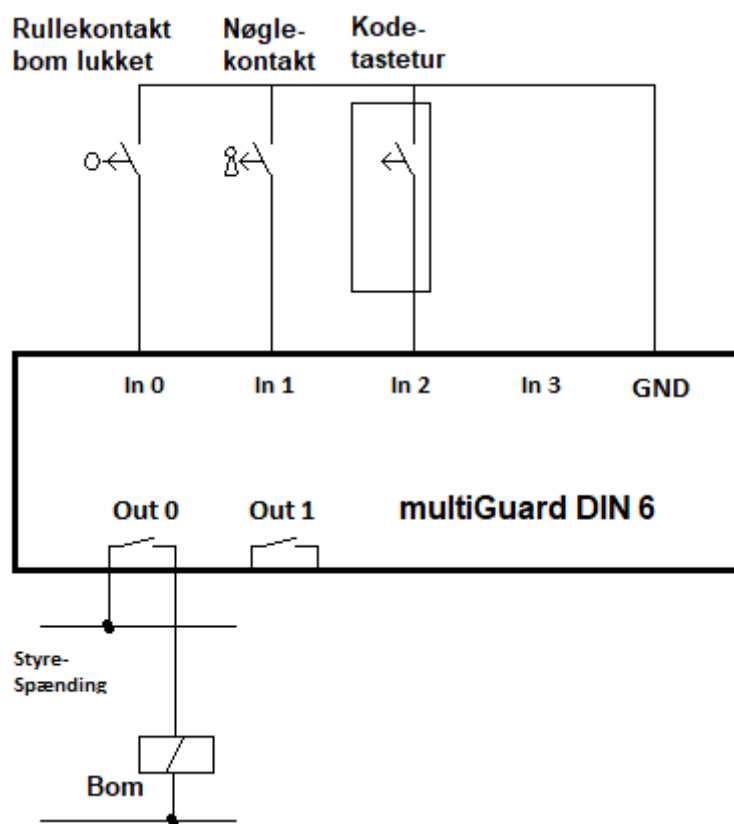 Rullekontakt
bom lukket
Nøgle-
kontakt
Kode-
tastetur
In 0
In 1
In 2
In 3
GND
Out 0
Out 1
multiGuard DIN 6
Styre-
Spænding
Bom